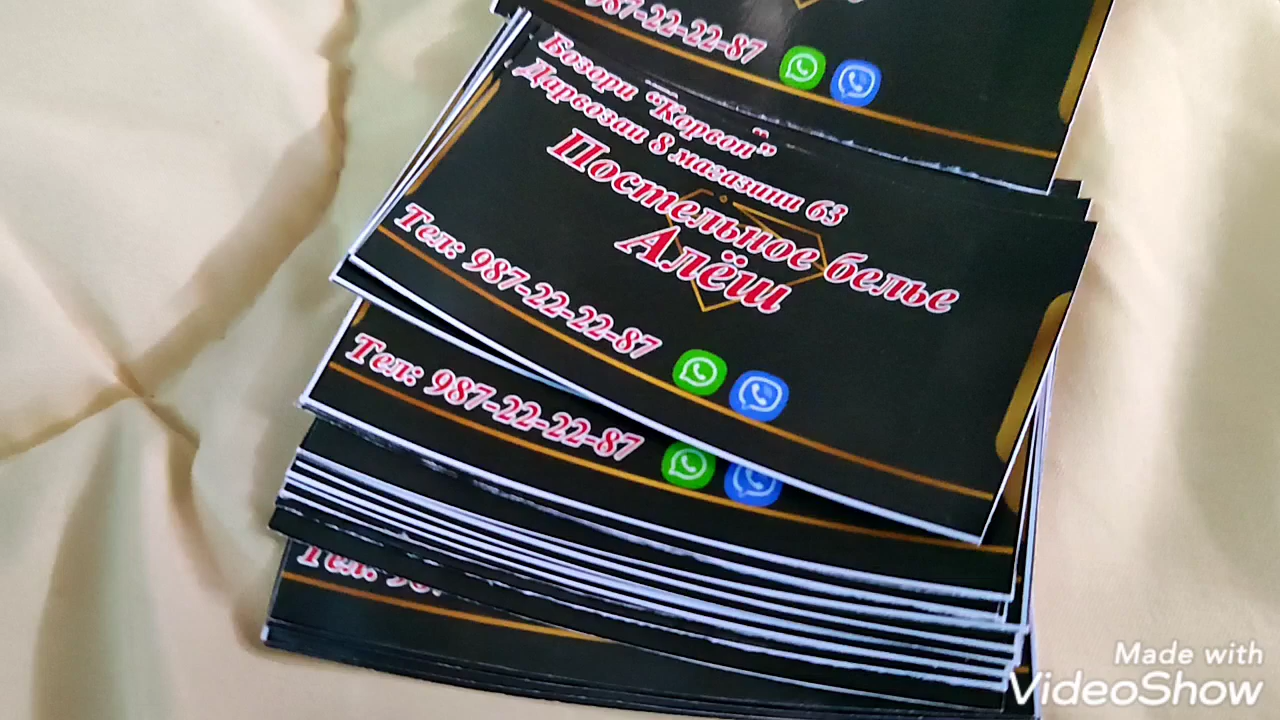 987-22-22-87
Бозори "Корвон"
Дарвозаи 8 магазини 63
Постельное белье
Алёш
Тел: 987-22-22-87
Тел: 987-22-22-87
Тел:
Made with
VideoShow